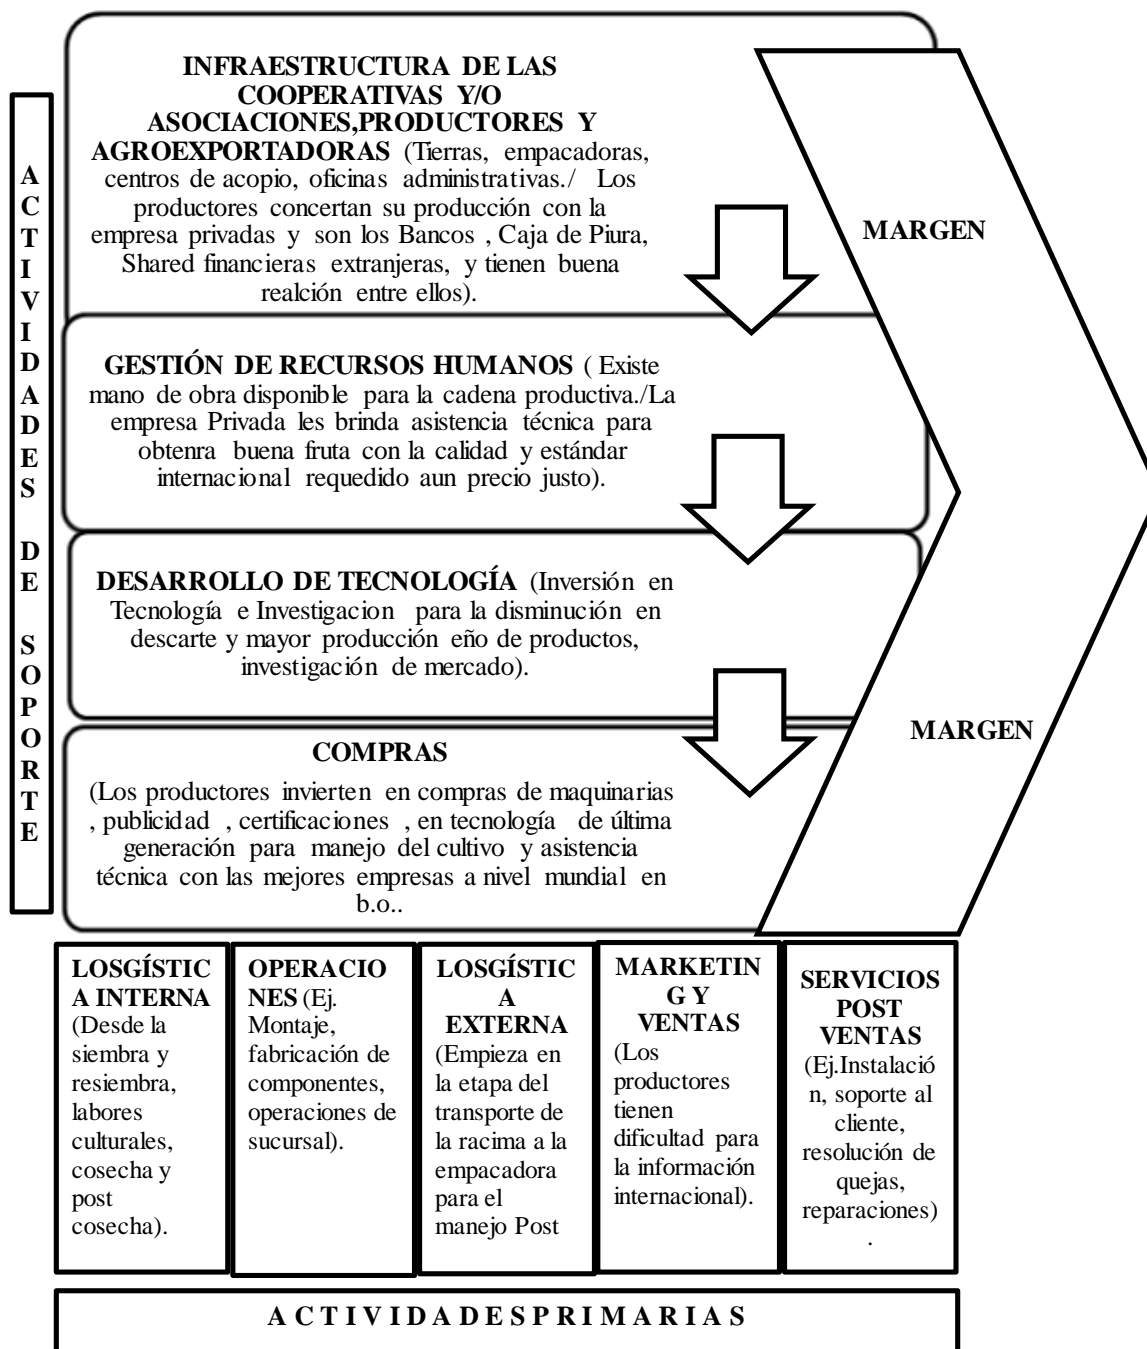 ACTIVIDADES DE SOPORTE
INFRAESTRUCTURA DE LAS
COOPERATIVAS Y/O
ASOCIACIONES,PRODUCTORES Y
AGROEXPORTADORAS (Tierras, empacadoras,
centros de acopio, oficinas administrativas./ Los
productores concertan su producción con la
empresa privadas y son los Bancos , Caja de Piura,
Shared financieras extranjeras, y tienen buena
realción entre ellos).
MARGEN
GESTIÓN DE RECURSOS HUMANOS ( Existe
mano de obra disponible para la cadena productiva./La
empresa Privada les brinda asistencia técnica para
obtenra buena fruta con la calidad y estándar
internacional requedido aun precio justo).
DESARROLLO DE TECNOLOGÍA (Inversión en
Tecnología e Investigacion para la disminución en
descarte y mayor producción eño de productos,
investigación de mercado).
MARGEN
COMPRAS
(Los productores invierten en compras de maquinarias
, publicidad , certificaciones , en tecnología de última
generación para manejo del cultivo y asistencia
técnica con las mejores empresas a nivel mundial en
b.o..
LOSGÍSTIC
A INTERNA
(Desde la
siembra y
resiembra,
labores
culturales,
cosecha y
post
cosecha).
OPERACIO
NES (Ej.
Montaje,
fabricación de
componentes,
operaciones de
sucursal).
LOSGÍSTIC
A
EXTERNA
(Empieza en
la etapa del
transporte de
la racima a la
empacadora
para el
manejo Post
MARKETIN
G Y
VENTAS
(Los
productores
tienen
dificultad para
la información
internacional).
SERVICIOS
POST
VENTAS
(Ej.Instalació
n, soporte al
cliente,
resolución de
quejas,
reparaciones)
.
A C T I V I D A D E S P R I M A R I A S